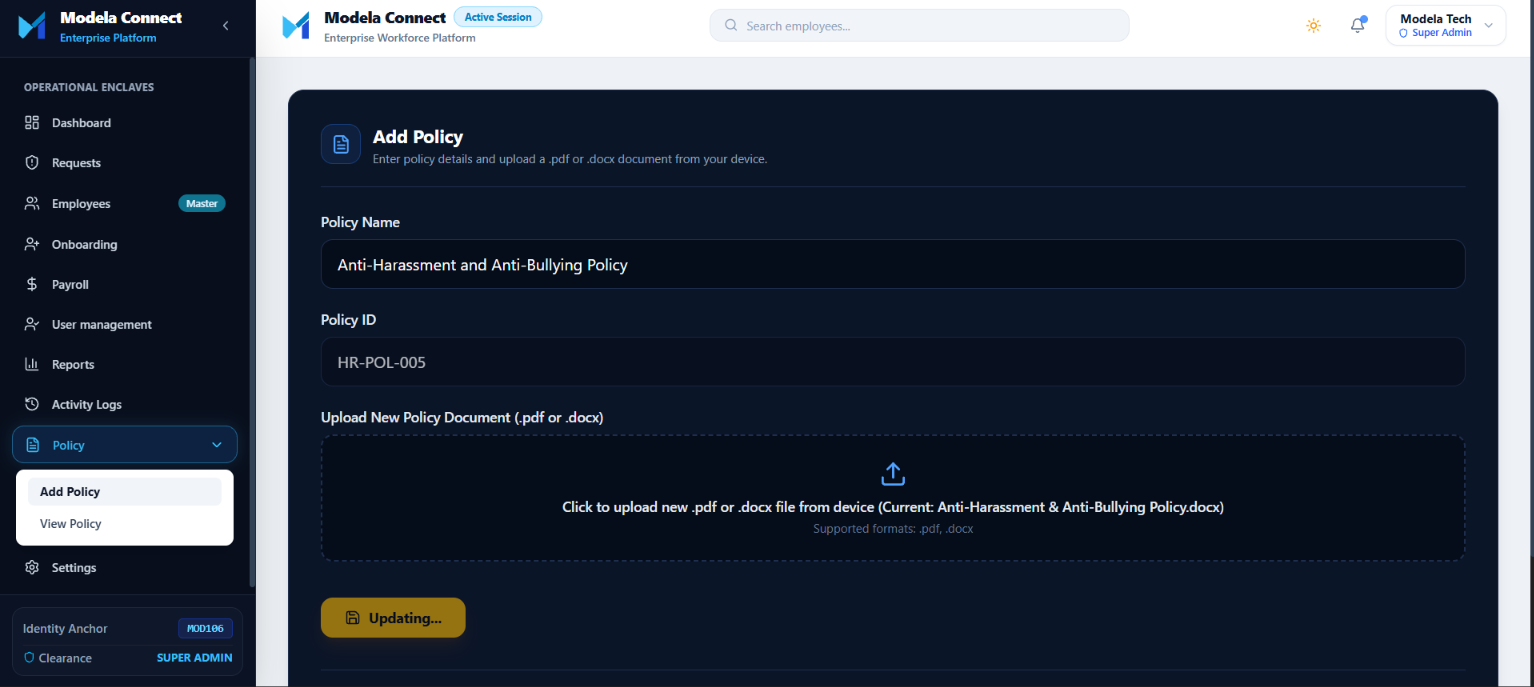 Modela Connect
Enterprise Platform
OPERATIONAL ENCLAVES
Dashboard
Requests
Employees Master
Onboarding
Payroll
User management
Reports
Activity Logs
Policy
Add Policy
View Policy
Settings
Identity Anchor MOD106
Clearance SUPER ADMIN
Modela Connect Active Session
Enterprise Workforce Platform
Search employees...
Modela Tech
Super Admin
Add Policy
Enter policy details and upload a .pdf or .docx document from your device.
Policy Name
Anti-Harassment and Anti-Bullying Policy
Policy ID
HR-POL-005
Upload New Policy Document (.pdf or .docx)
Click to upload new .pdf or .docx file from device (Current: Anti-Harassment & Anti-Bullying Policy.docx)
Supported formats: .pdf, .docx
Updating...